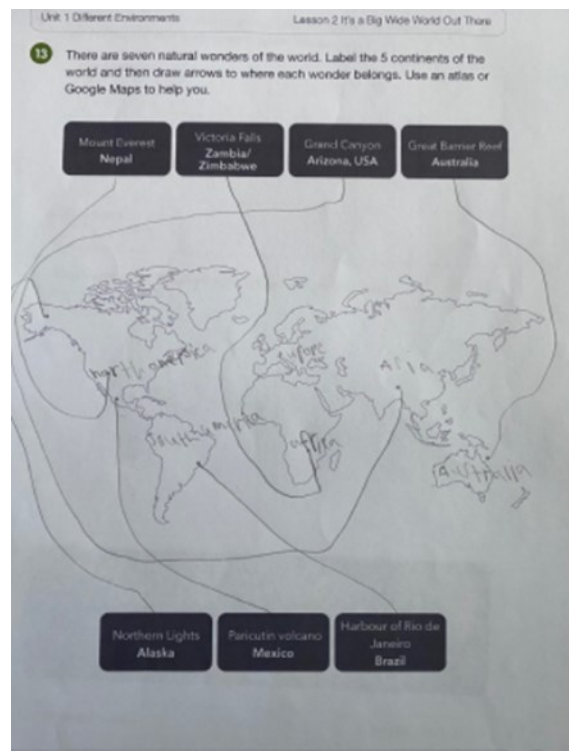 Unit 1 Different Environments
Lesson 2 It's a Big Wide World Out There
13 There are seven natural wonders of the world. Label the 5 continents of the
world and then draw arrows to where each wonder belongs. Use an atlas or
Google Maps to help you.
Mount Everest
Nepal
Victoria Falls
Zambia/
Zimbabwe
Grand Canyon
Arizona, USA
Great Barrier Reef
Australia
north america
europe
Asia
South america
africa
Australia
Northern Lights
Alaska
Paricutin volcano
Mexico
Harbour of Rio de
Janeiro
Brazil